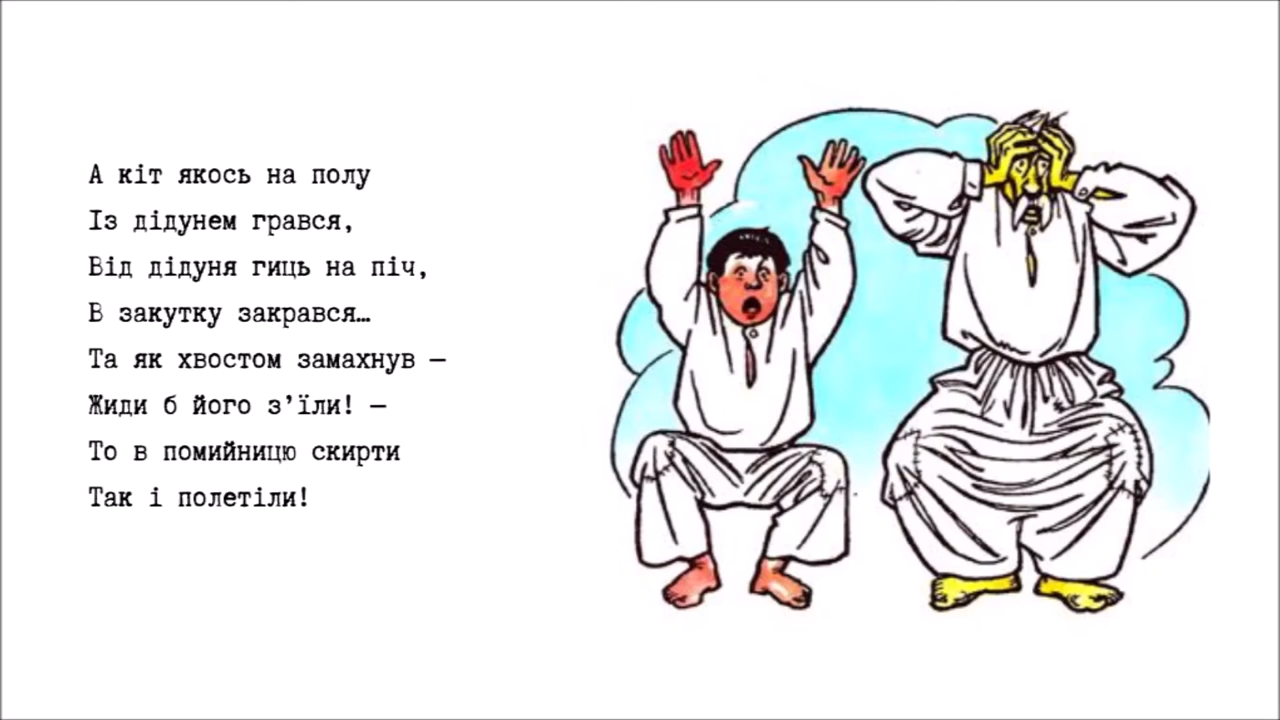 А кіт якось на полу
Із дідунем грався,
Від дідуня гиць на піч,
В закутку закрався…
Та як хвостом замахнув —
Жиди б його з’їли! —
То в помийницю скирти
Так і полетіли!